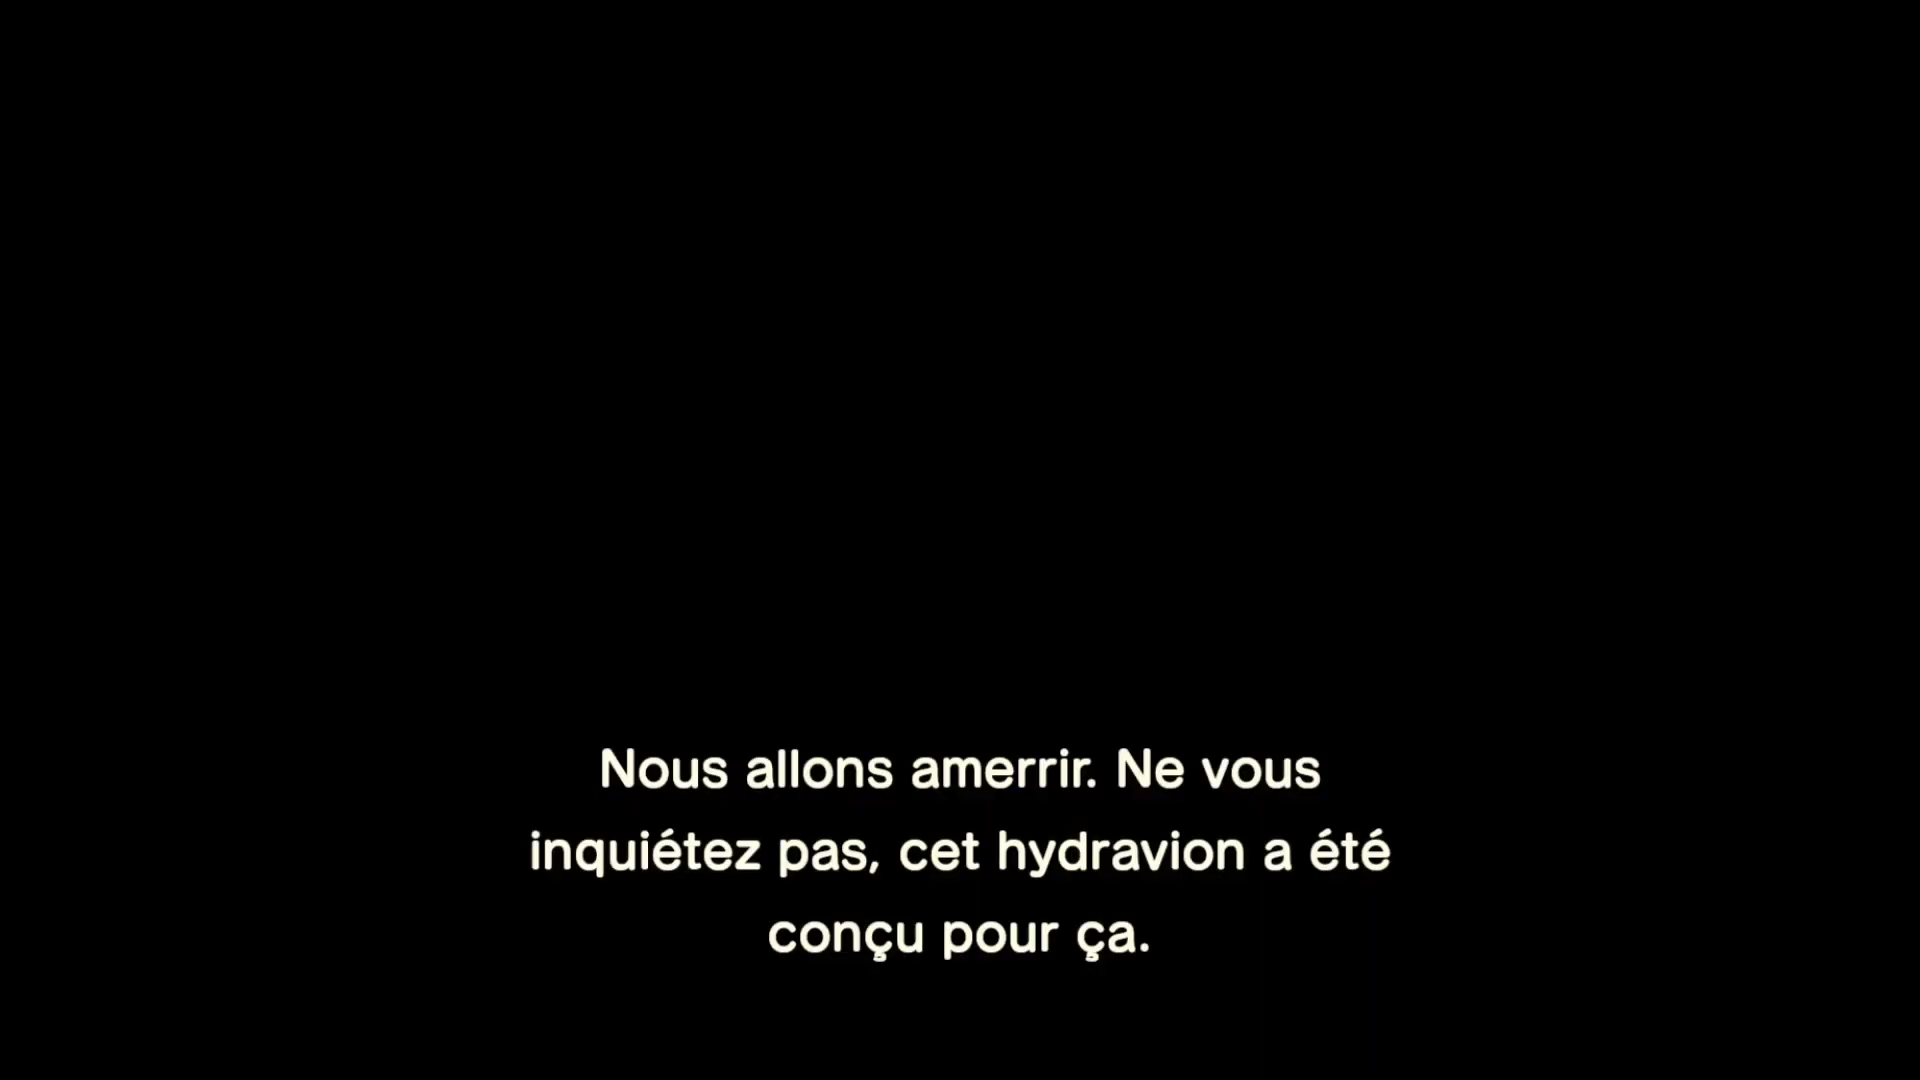 Nous allons amerrir. Ne vous
inquiétez pas, cet hydravion a été
conçu pour ça.